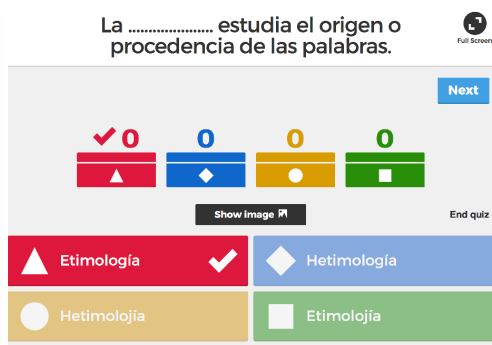 La ..................... estudia el origen o
procedencia de las palabras.
Full Screen
Next
0 0 0 0
Show image
End quiz
Etimología
Hetimología
Hetimolojía
Etimolojía